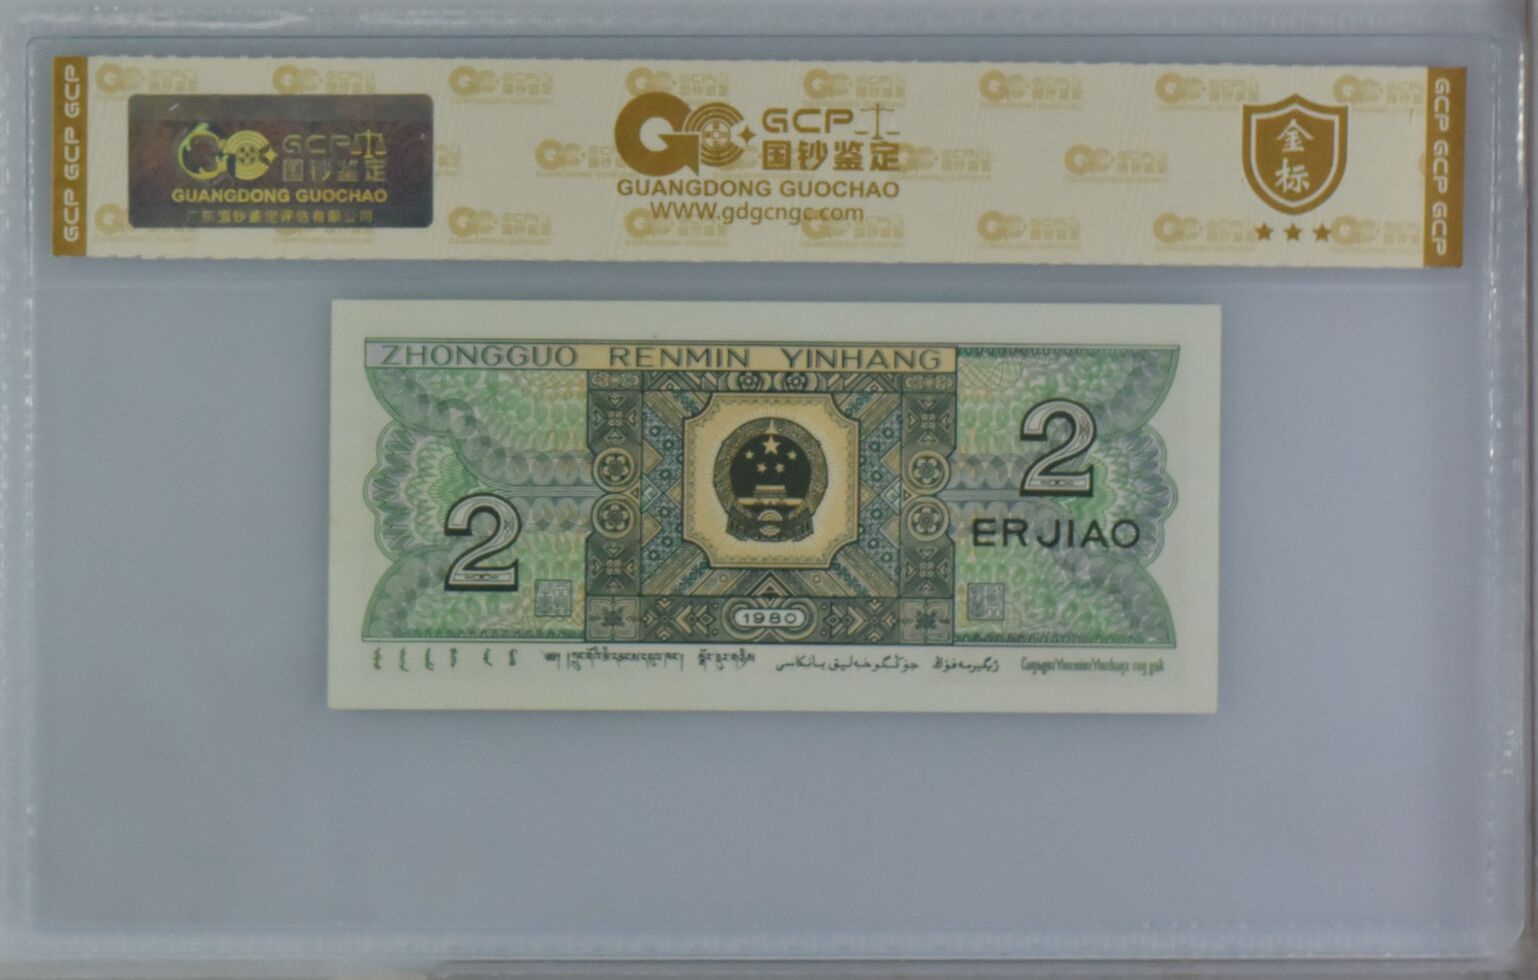 GCP GCP GCP
GCP
国钞鉴定
GUANGDONG GUOCHAO
广东国钞鉴定评估有限公司
GCP
国钞鉴定
GUANGDONG GUOCHAO
WWW.gdgcngc.com
金标
GCP GCP GCP
ZHONGGUO RENMIN YINHANG
2
2
ERJIAO
1980